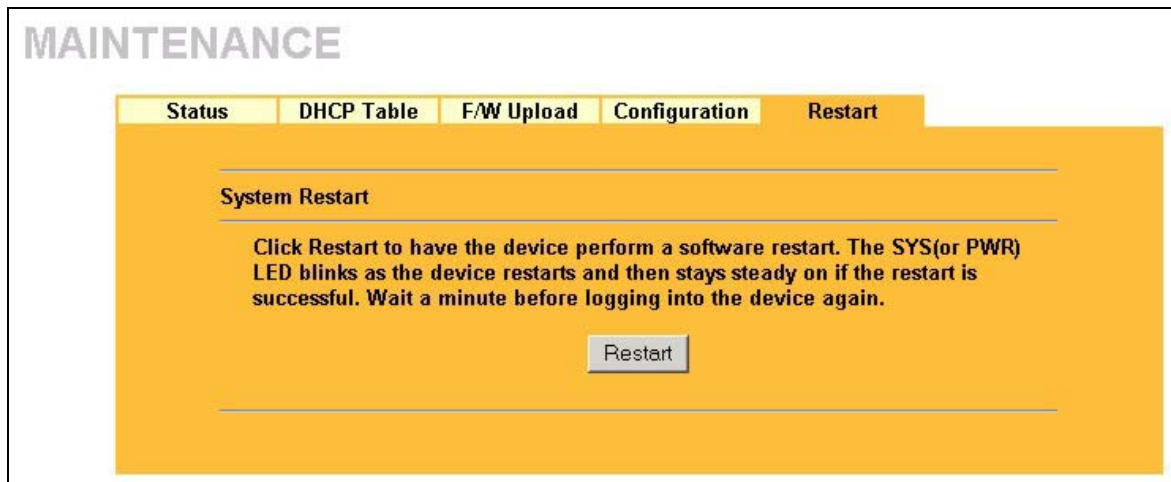 MAINTENANCE
Status DHCP Table F/W Upload Configuration Restart
System Restart
Click Restart to have the device perform a software restart. The SYS(or PWR)
LED blinks as the device restarts and then stays steady on if the restart is
successful. Wait a minute before logging into the device again.
Restart